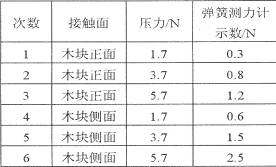 次数 接触面 压力/N 弹簧测力计示数/N
1 木块正面 1.7 0.3
2 木块正面 3.7 0.8
3 木块正面 5.7 1.2
4 木块侧面 1.7 0.6
5 木块侧面 3.7 1.5
6 木块侧面 5.7 2.5